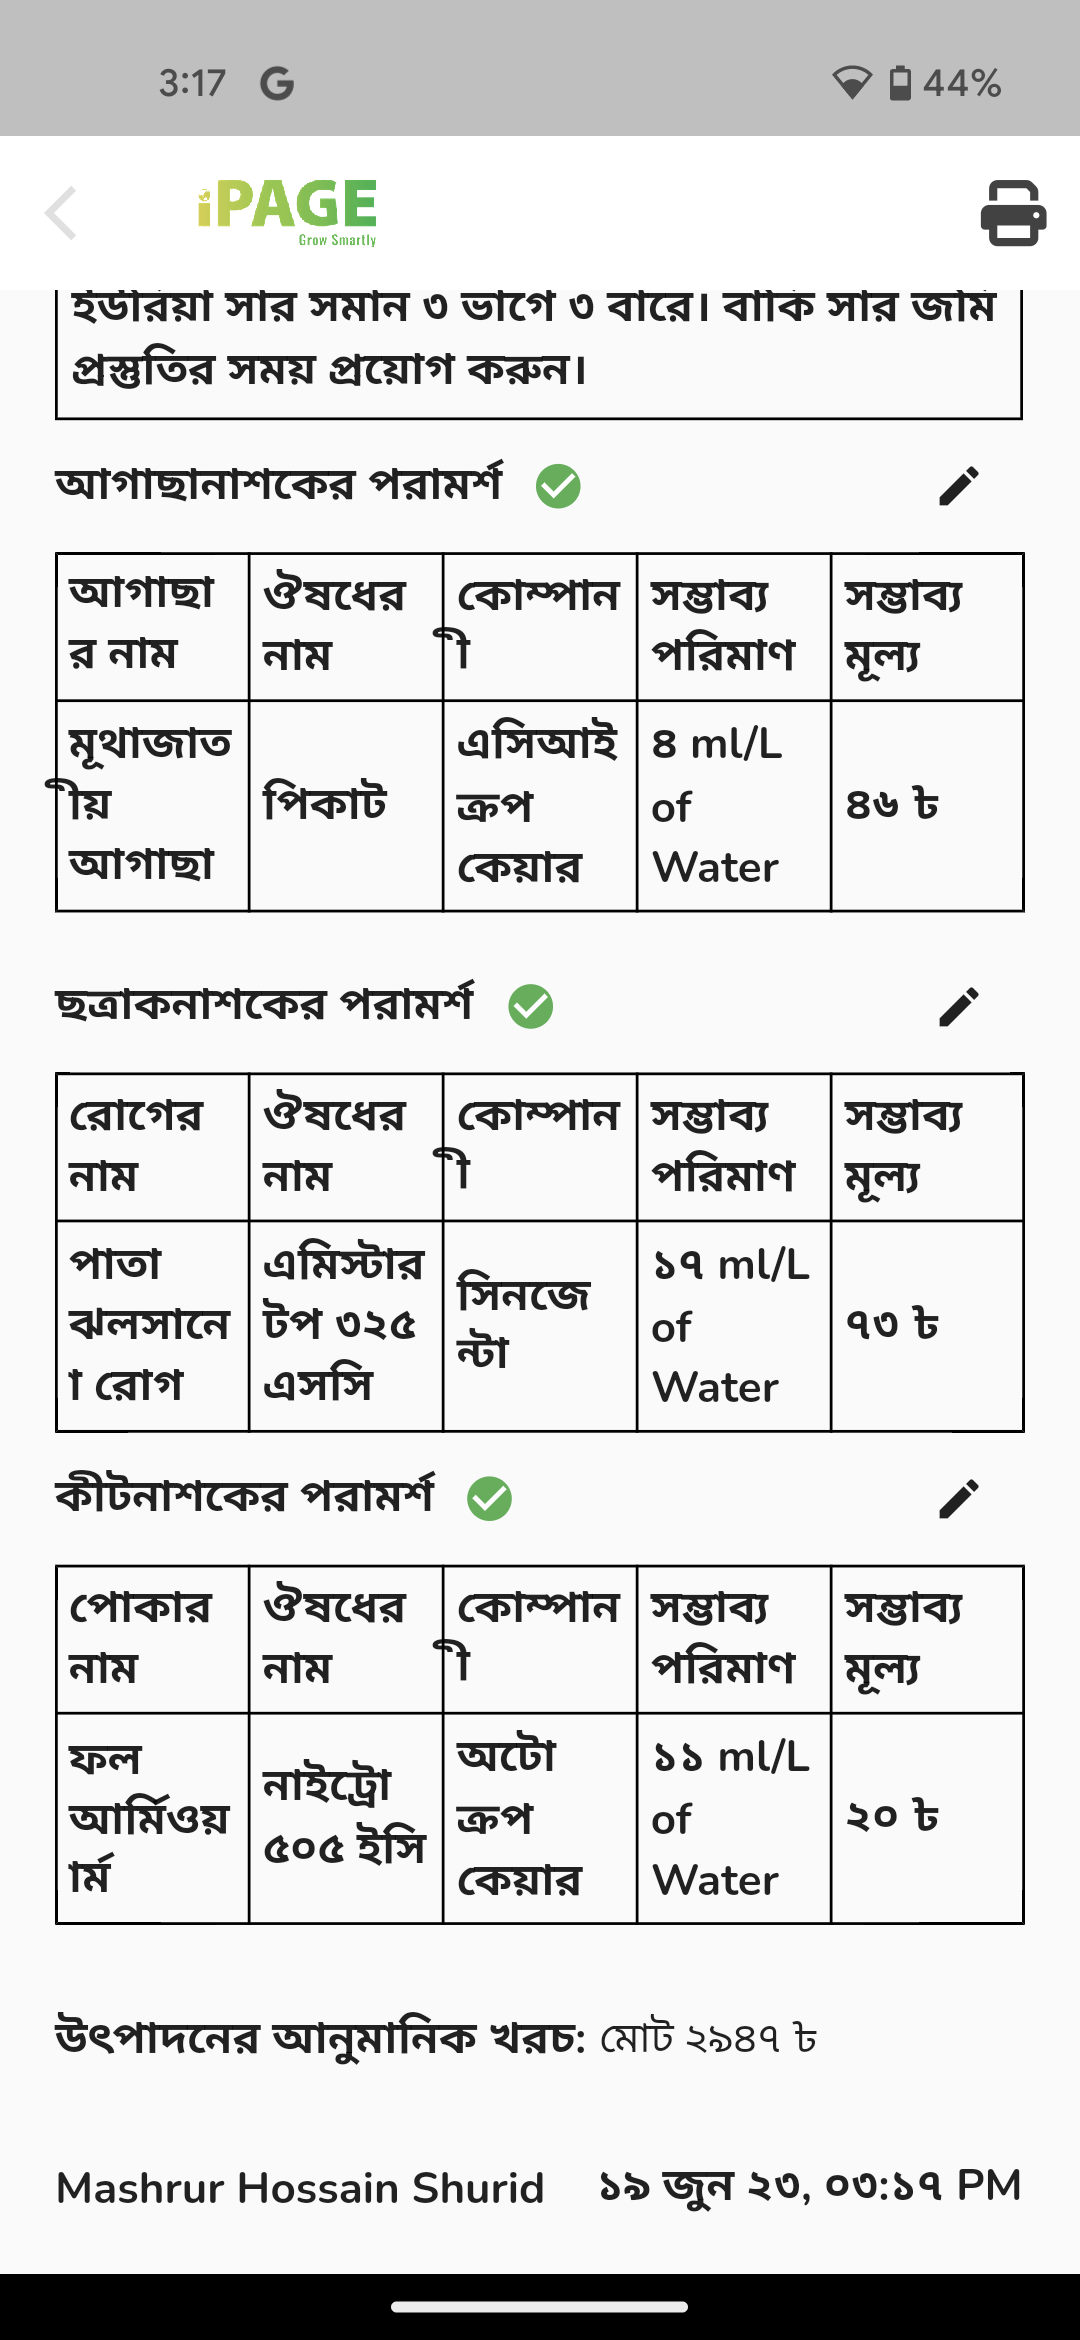 3:17
44%
iPAGE
Grow Smartly
ইউরিয়া সার সমান ৩ ভাগে ৩ বারে। বাকি সার জমি
প্রস্তুতির সময় প্রয়োগ করুন।
আগাছানাশকের পরামর্শ
আগাছা
র নাম
ঔষধের
নাম
কোম্পান
ী
সম্ভাব্য
পরিমাণ
সম্ভাব্য
মূল্য
মূথাজাত
ীয়
আগাছা
পিকাট
এসিআই
ক্রপ
কেয়ার
৪ ml/L
of
Water
৪৬ ৳
ছত্রাকনাশকের পরামর্শ
রোগের
নাম
ঔষধের
নাম
কোম্পান
ী
সম্ভাব্য
পরিমাণ
সম্ভাব্য
মূল্য
পাতা
ঝলসানে
া রোগ
এমিস্টার
টপ ৩২৫
এসসি
সিনজে
ন্টা
১৭ ml/L
of
Water
৭৩ ৳
কীটনাশকের পরামর্শ
পোকার
নাম
ঔষধের
নাম
কোম্পান
ী
সম্ভাব্য
পরিমাণ
সম্ভাব্য
মূল্য
ফল
আর্মিওয়
ার্ম
নাইট্রো
৫০৫ ইসি
অটো
ক্রপ
কেয়ার
১১ ml/L
of
Water
২০ ৳
উৎপাদনের আনুমানিক খরচ: মোট ২৯৪৭ ৳
Mashrur Hossain Shurid ১৯ জুন ২৩, ০৩:১৭ PM